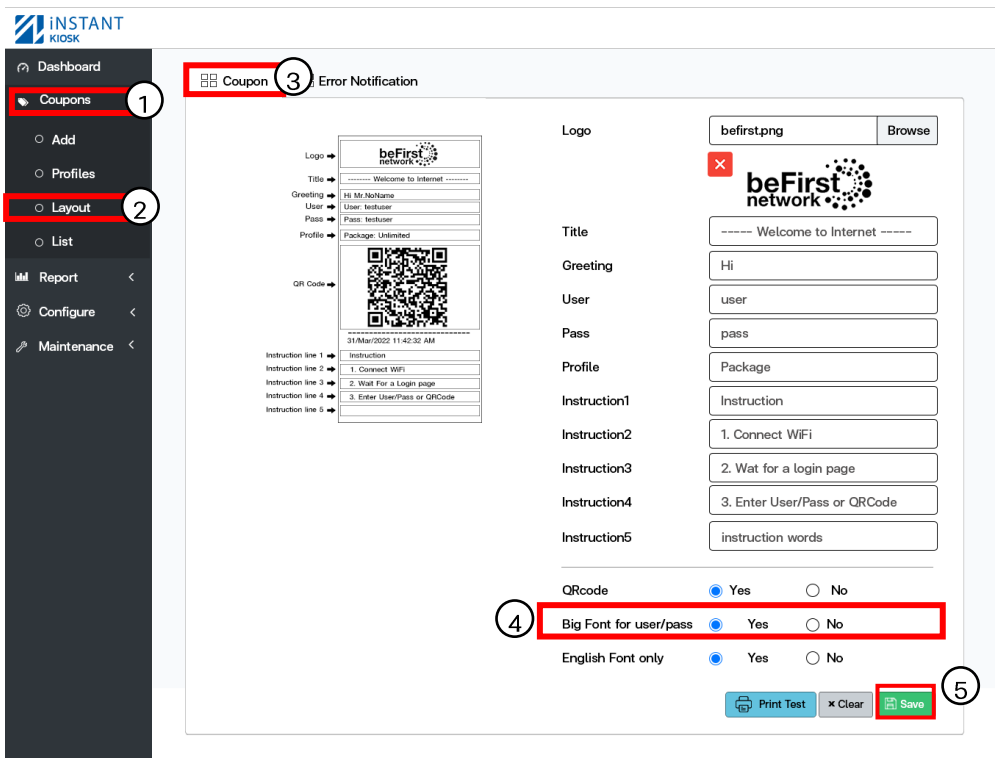 iNSTANT
KIOSK
Dashboard
Coupons
1
Add
Profiles
Layout
2
List
Report
Configure
Maintenance
Coupon
3
Error Notification
Logo
beFirst
network
Title
-------- Welcome to Internet --------
Greeting
Hi Mr.NoName
User
User: testuser
Pass
Pass: testuser
Profile
Package: Unlimited
QR Code
31/Mar/2022 11:42:32 AM
Instruction line 1
Instruction
Instruction line 2
1. Connect WiFi
Instruction line 3
2. Wait For a Login page
Instruction line 4
3. Enter User/Pass or QRCode
Instruction line 5
Logo
befirst.png
Browse
beFirst
network
Title
----- Welcome to Internet -----
Greeting
Hi
User
user
Pass
pass
Profile
Package
Instruction1
Instruction
Instruction2
1. Connect WiFi
Instruction3
2. Wat for a login page
Instruction4
3. Enter User/Pass or QRCode
Instruction5
instruction words
QRcode
Yes
No
4
Big Font for user/pass
Yes
No
English Font only
Yes
No
Print Test
× Clear
Save
5